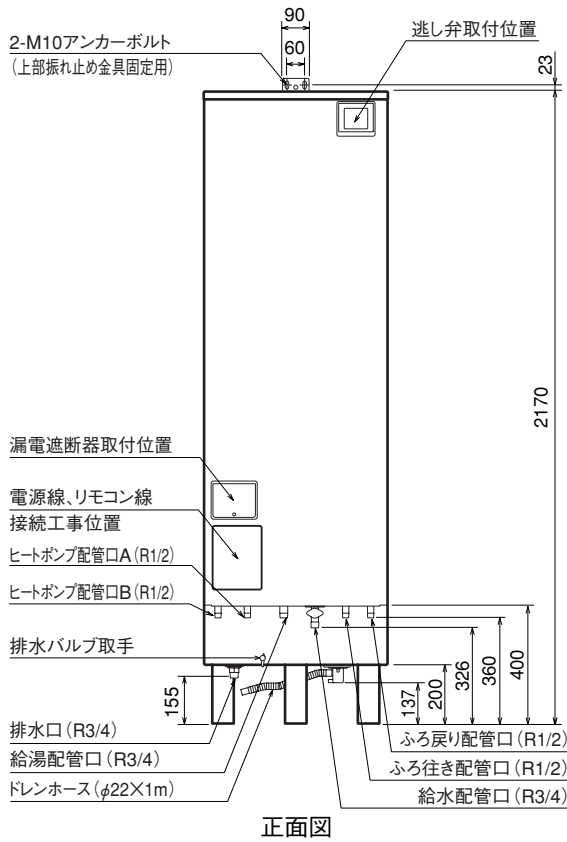 90
60
2-M10アンカーボルト
(上部振れ止め金具固定用)
逃し弁取付位置
23
2170
漏電遮断器取付位置
電源線、リモコン線
接続工事位置
ヒートポンプ配管口A(R1/2)
ヒートポンプ配管口B(R1/2)
排水バルブ取手
155
137
200
326
360
400
排水口(R3/4)
給湯配管口(R3/4)
ドレンホース(φ22×1m)
ふろ戻り配管口(R1/2)
ふろ往き配管口(R1/2)
給水配管口(R3/4)
正面図